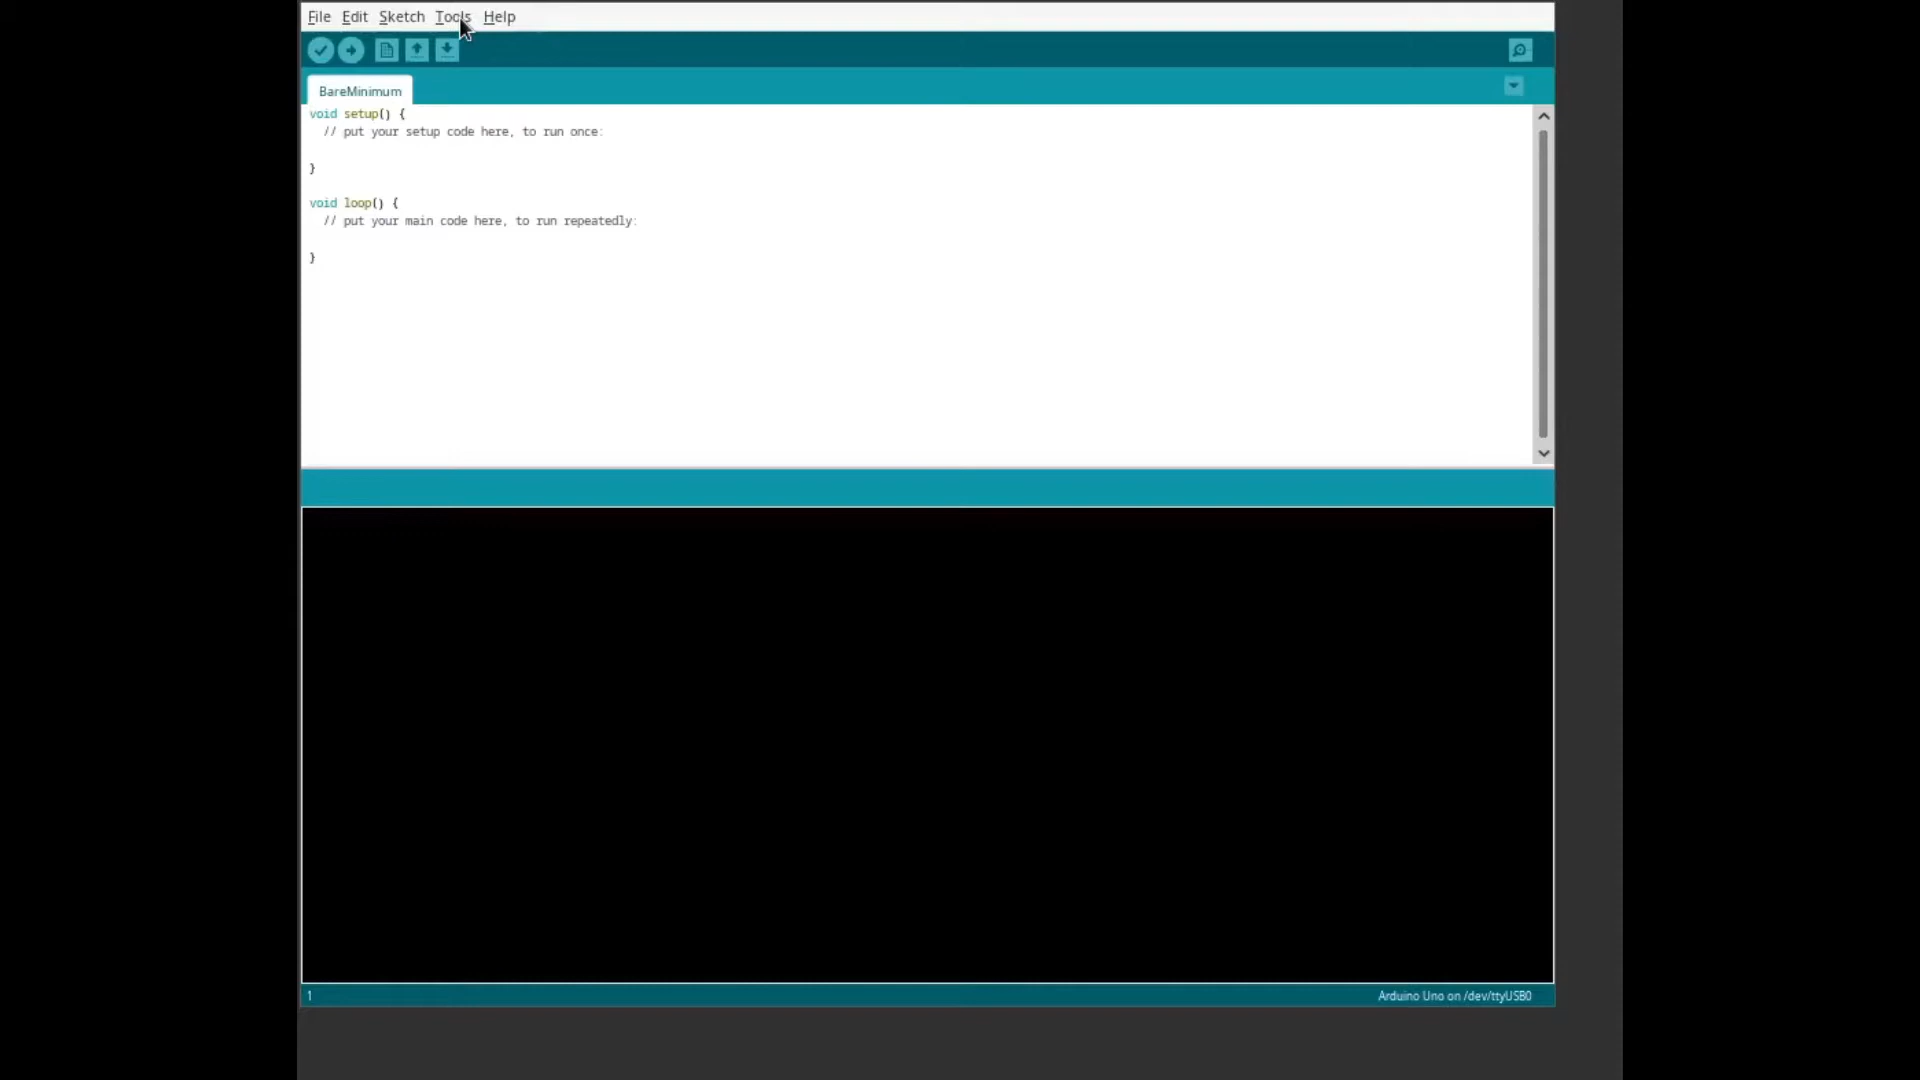 File Edit Sketch Tools Help
BareMinimum
void setup() {
// put your setup code here, to run once:
}
void loop() {
// put your main code here, to run repeatedly:
}
1
Arduino Uno on /dev/ttyUSB0